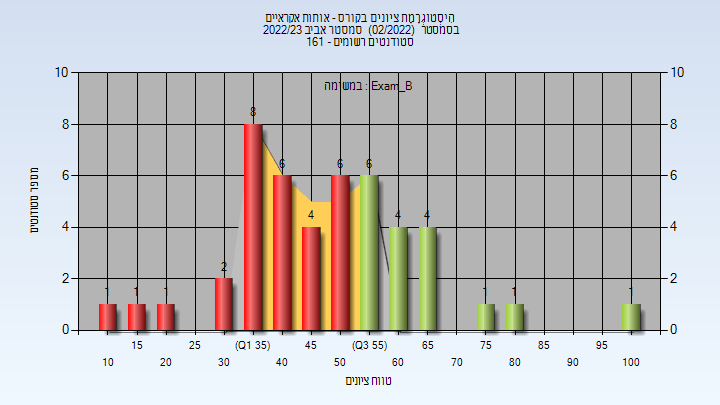 היסטוגרמת ציונים בקורס - אותות אקראיים
בסמסטר (02/2022) סמסטר אביב 2022/23
סטודנטים רשומים - 161
במשימה : Exam_B
מספר סטודנטים
10 8 6 4 2 0
10 8 6 4 2 0
1 1 1 2 8 6 4 6 6 4 4 1 1 1
15 25 (Q1 35) 45 (Q3 55) 65 75 85 95
10 20 30 40 50 60 70 80 90 100
טווח ציונים